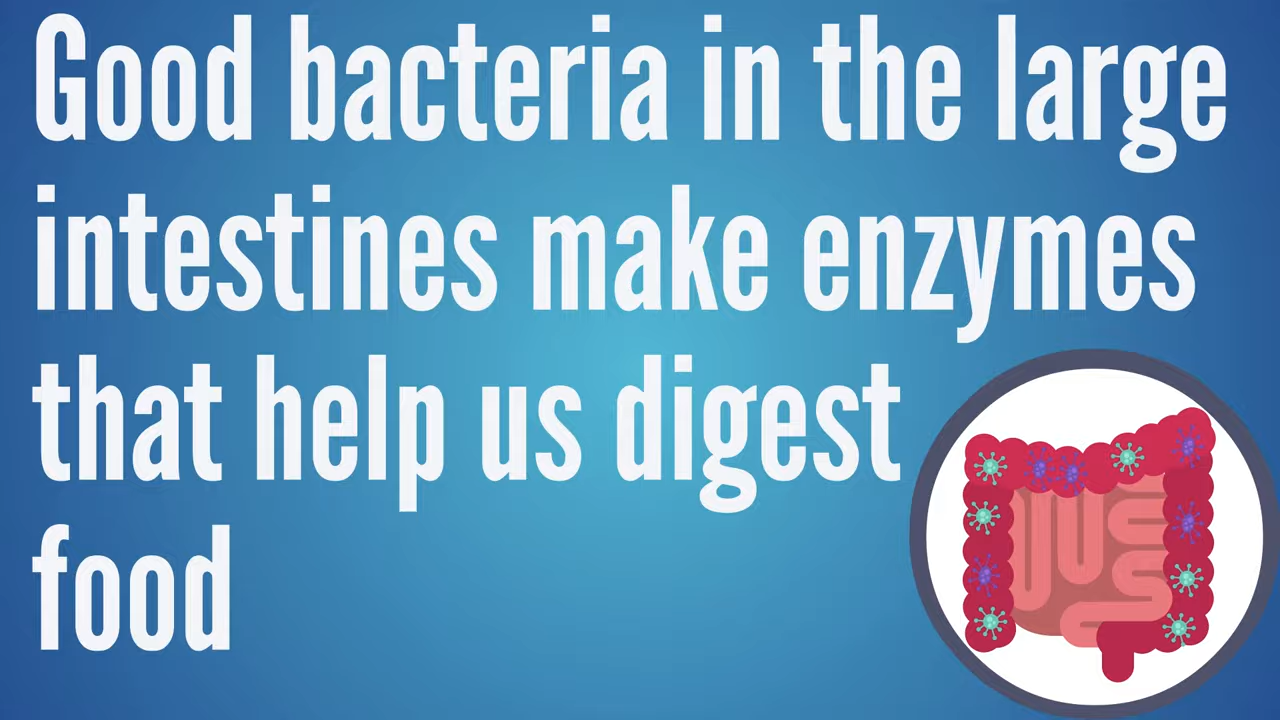 Good bacteria in the large
intestines make enzymes
that help us digest
food